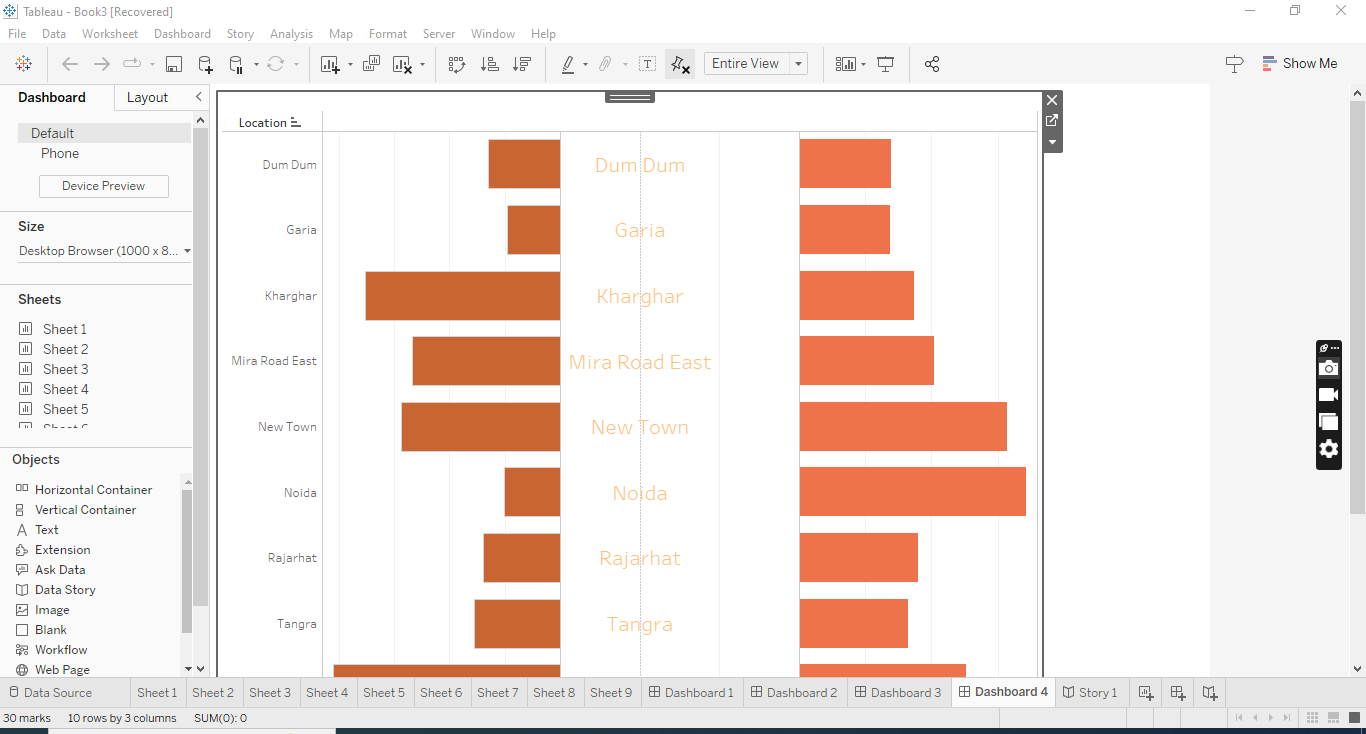 Tableau - Book3 [Recovered]
File Data Worksheet Dashboard Story Analysis Map Format Server Window Help
Entire View
Show Me
Dashboard Layout
Default
Phone
Device Preview
Size
Desktop Browser (1000 x 8...
Sheets
Sheet 1
Sheet 2
Sheet 3
Sheet 4
Sheet 5
Objects
Horizontal Container
Vertical Container
Text
Extension
Ask Data
Data Story
Image
Blank
Workflow
Web Page
Location
Dum Dum Dum Dum
Garia Garia
Kharghar Kharghar
Mira Road East Mira Road East
New Town New Town
Noida Noida
Rajarhat Rajarhat
Tangra Tangra
Data Source Sheet 1 Sheet 2 Sheet 3 Sheet 4 Sheet 5 Sheet 6 Sheet 7 Sheet 8 Sheet 9 Dashboard 1 Dashboard 2 Dashboard 3 Dashboard 4 Story 1
30 marks 10 rows by 3 columns SUM(0): 0